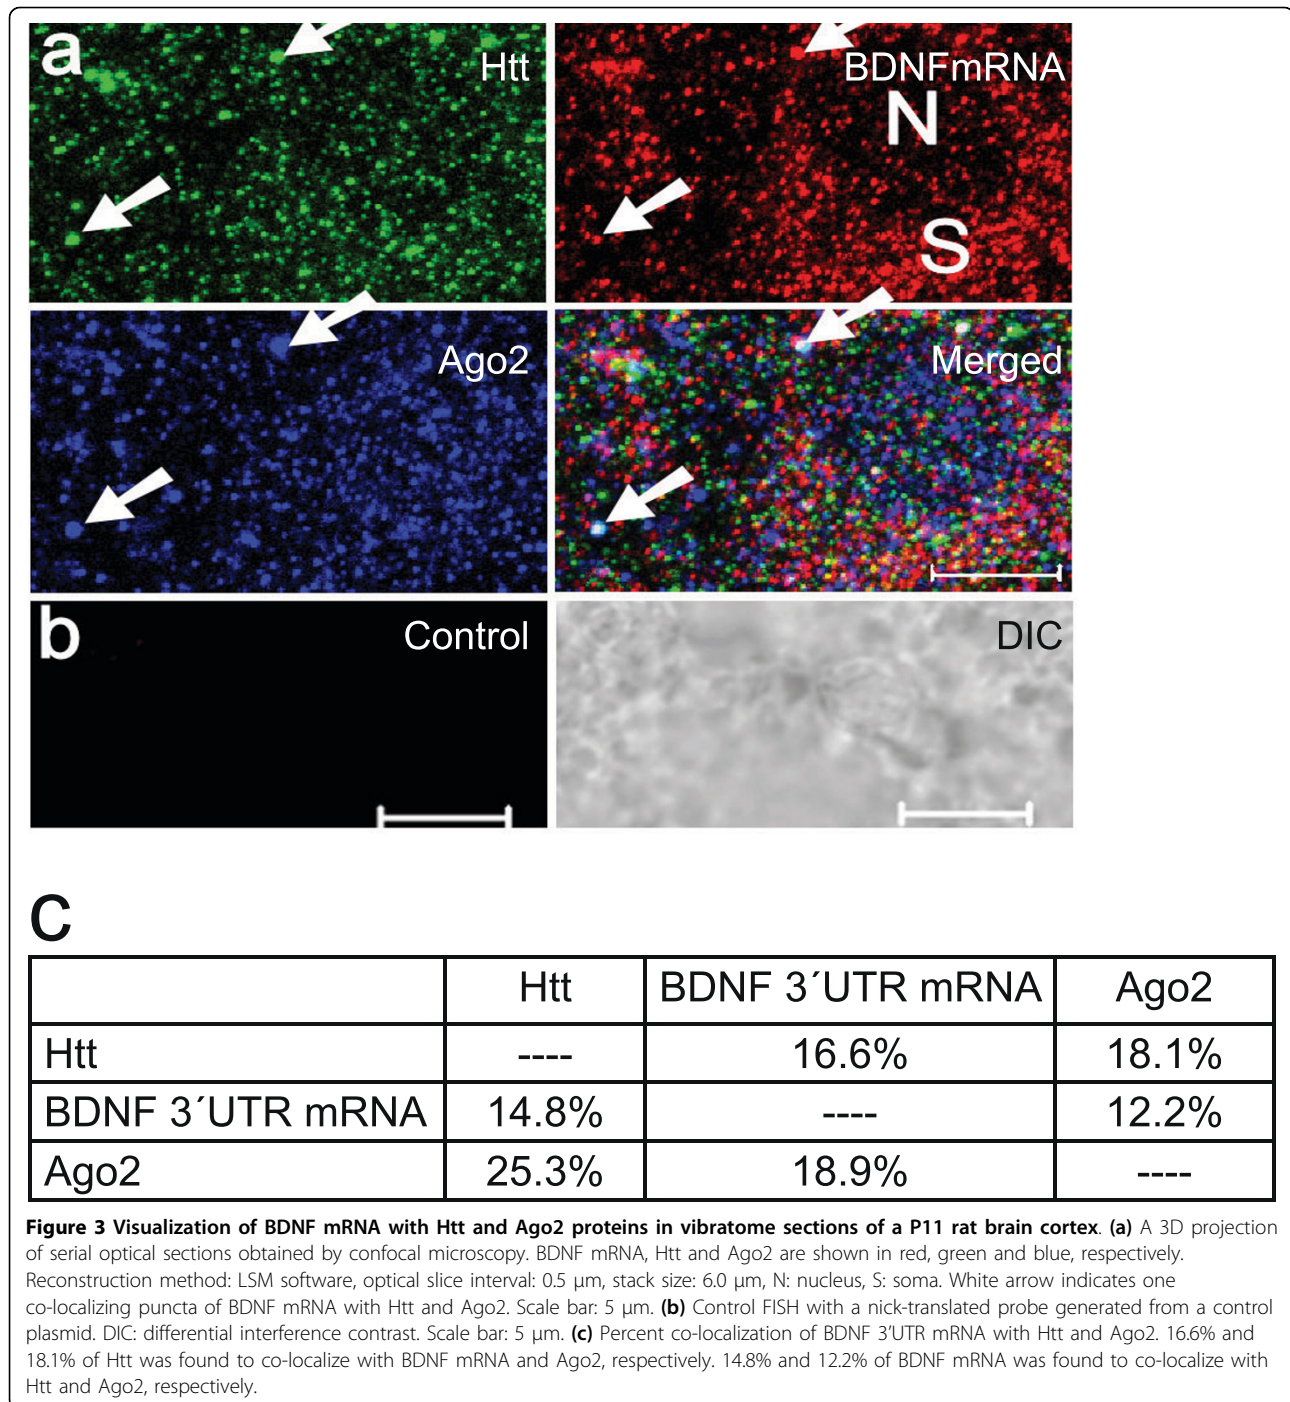 a
Htt
BDNFmRNA
N
S
Ago2
Merged
b
Control
DIC
C
Htt BDNF 3´UTR mRNA Ago2
Htt ---- 16.6% 18.1%
BDNF 3´UTR mRNA 14.8% ---- 12.2%
Ago2 25.3% 18.9% ----
Figure 3 Visualization of BDNF mRNA with Htt and Ago2 proteins in vibratome sections of a P11 rat brain cortex. (a) A 3D projection
of serial optical sections obtained by confocal microscopy. BDNF mRNA, Htt and Ago2 are shown in red, green and blue, respectively.
Reconstruction method: LSM software, optical slice interval: 0.5 μm, stack size: 6.0 μm, N: nucleus, S: soma. White arrow indicates one
co-localizing puncta of BDNF mRNA with Htt and Ago2. Scale bar: 5 μm. (b) Control FISH with a nick-translated probe generated from a control
plasmid. DIC: differential interference contrast. Scale bar: 5 μm. (c) Percent co-localization of BDNF 3'UTR mRNA with Htt and Ago2. 16.6% and
18.1% of Htt was found to co-localize with BDNF mRNA and Ago2, respectively. 14.8% and 12.2% of BDNF mRNA was found to co-localize with
Htt and Ago2, respectively.